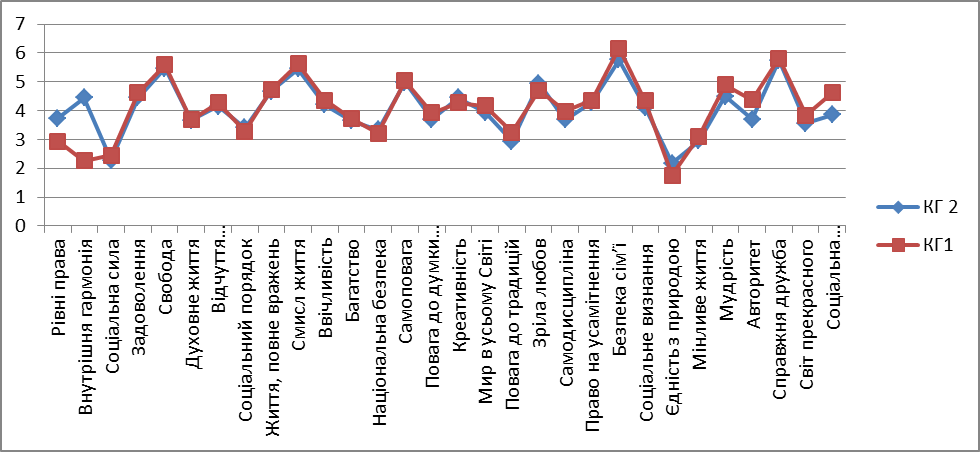 7
6
5
4
3
2
1
0
Рівні права
Внутрішня гармонія
Соціальна сила
Задоволення
Свобода
Духовне життя
Відчуття…
Соціальний порядок
Життя, повне вражень
Смисл життя
Ввічливість
Багатство
Національна безпека
Самоповага
Повага до думки…
Креативність
Мир в усьому Світі
Повага до традицій
Зріла любов
Самодисципліна
Право на усамітнення
Безпека сім"ї
Соціальне визнання
Єдність з природою
Мінливе життя
Мудрість
Авторитет
Справжня дружба
Світ прекрасного
Соціальна…
КГ 2
КГ1